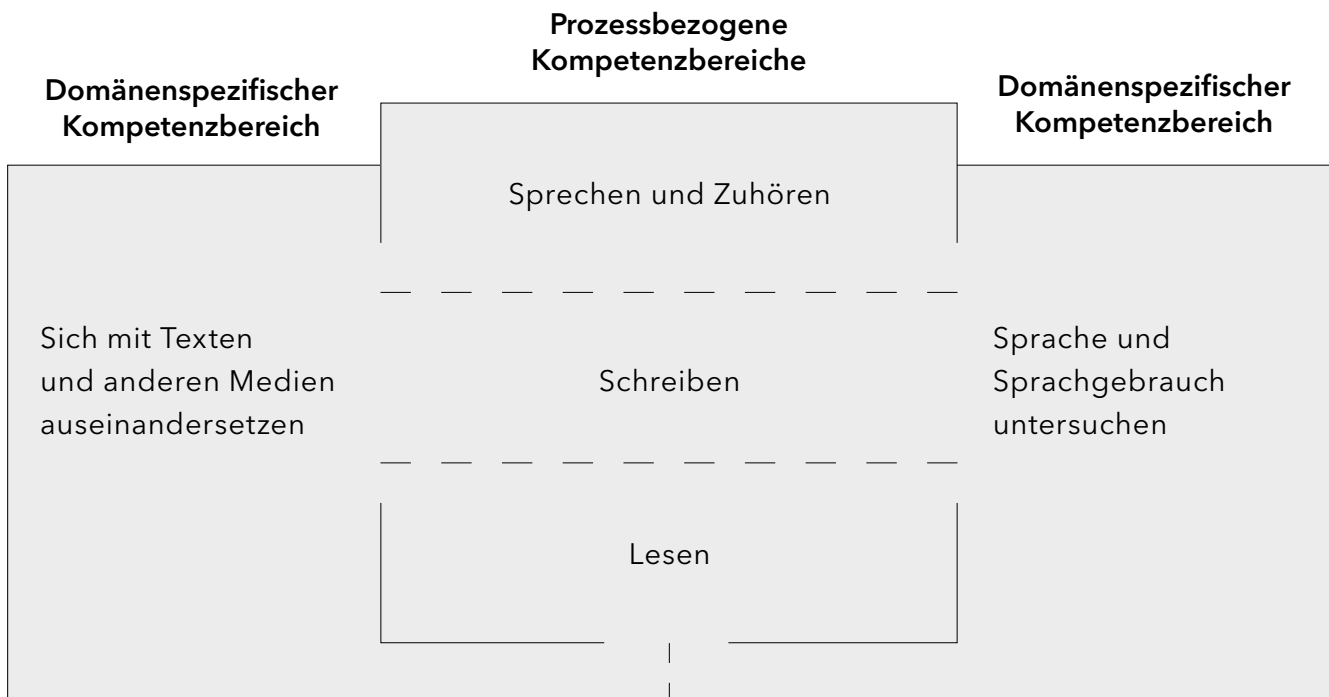 Prozessbezogene
Kompetenzbereiche
Domänenspezifischer
Kompetenzbereich
Domänenspezifischer
Kompetenzbereich
Sprechen und Zuhören
Sich mit Texten
und anderen Medien
auseinandersetzen
Schreiben
Sprache und
Sprachgebrauch
untersuchen
Lesen